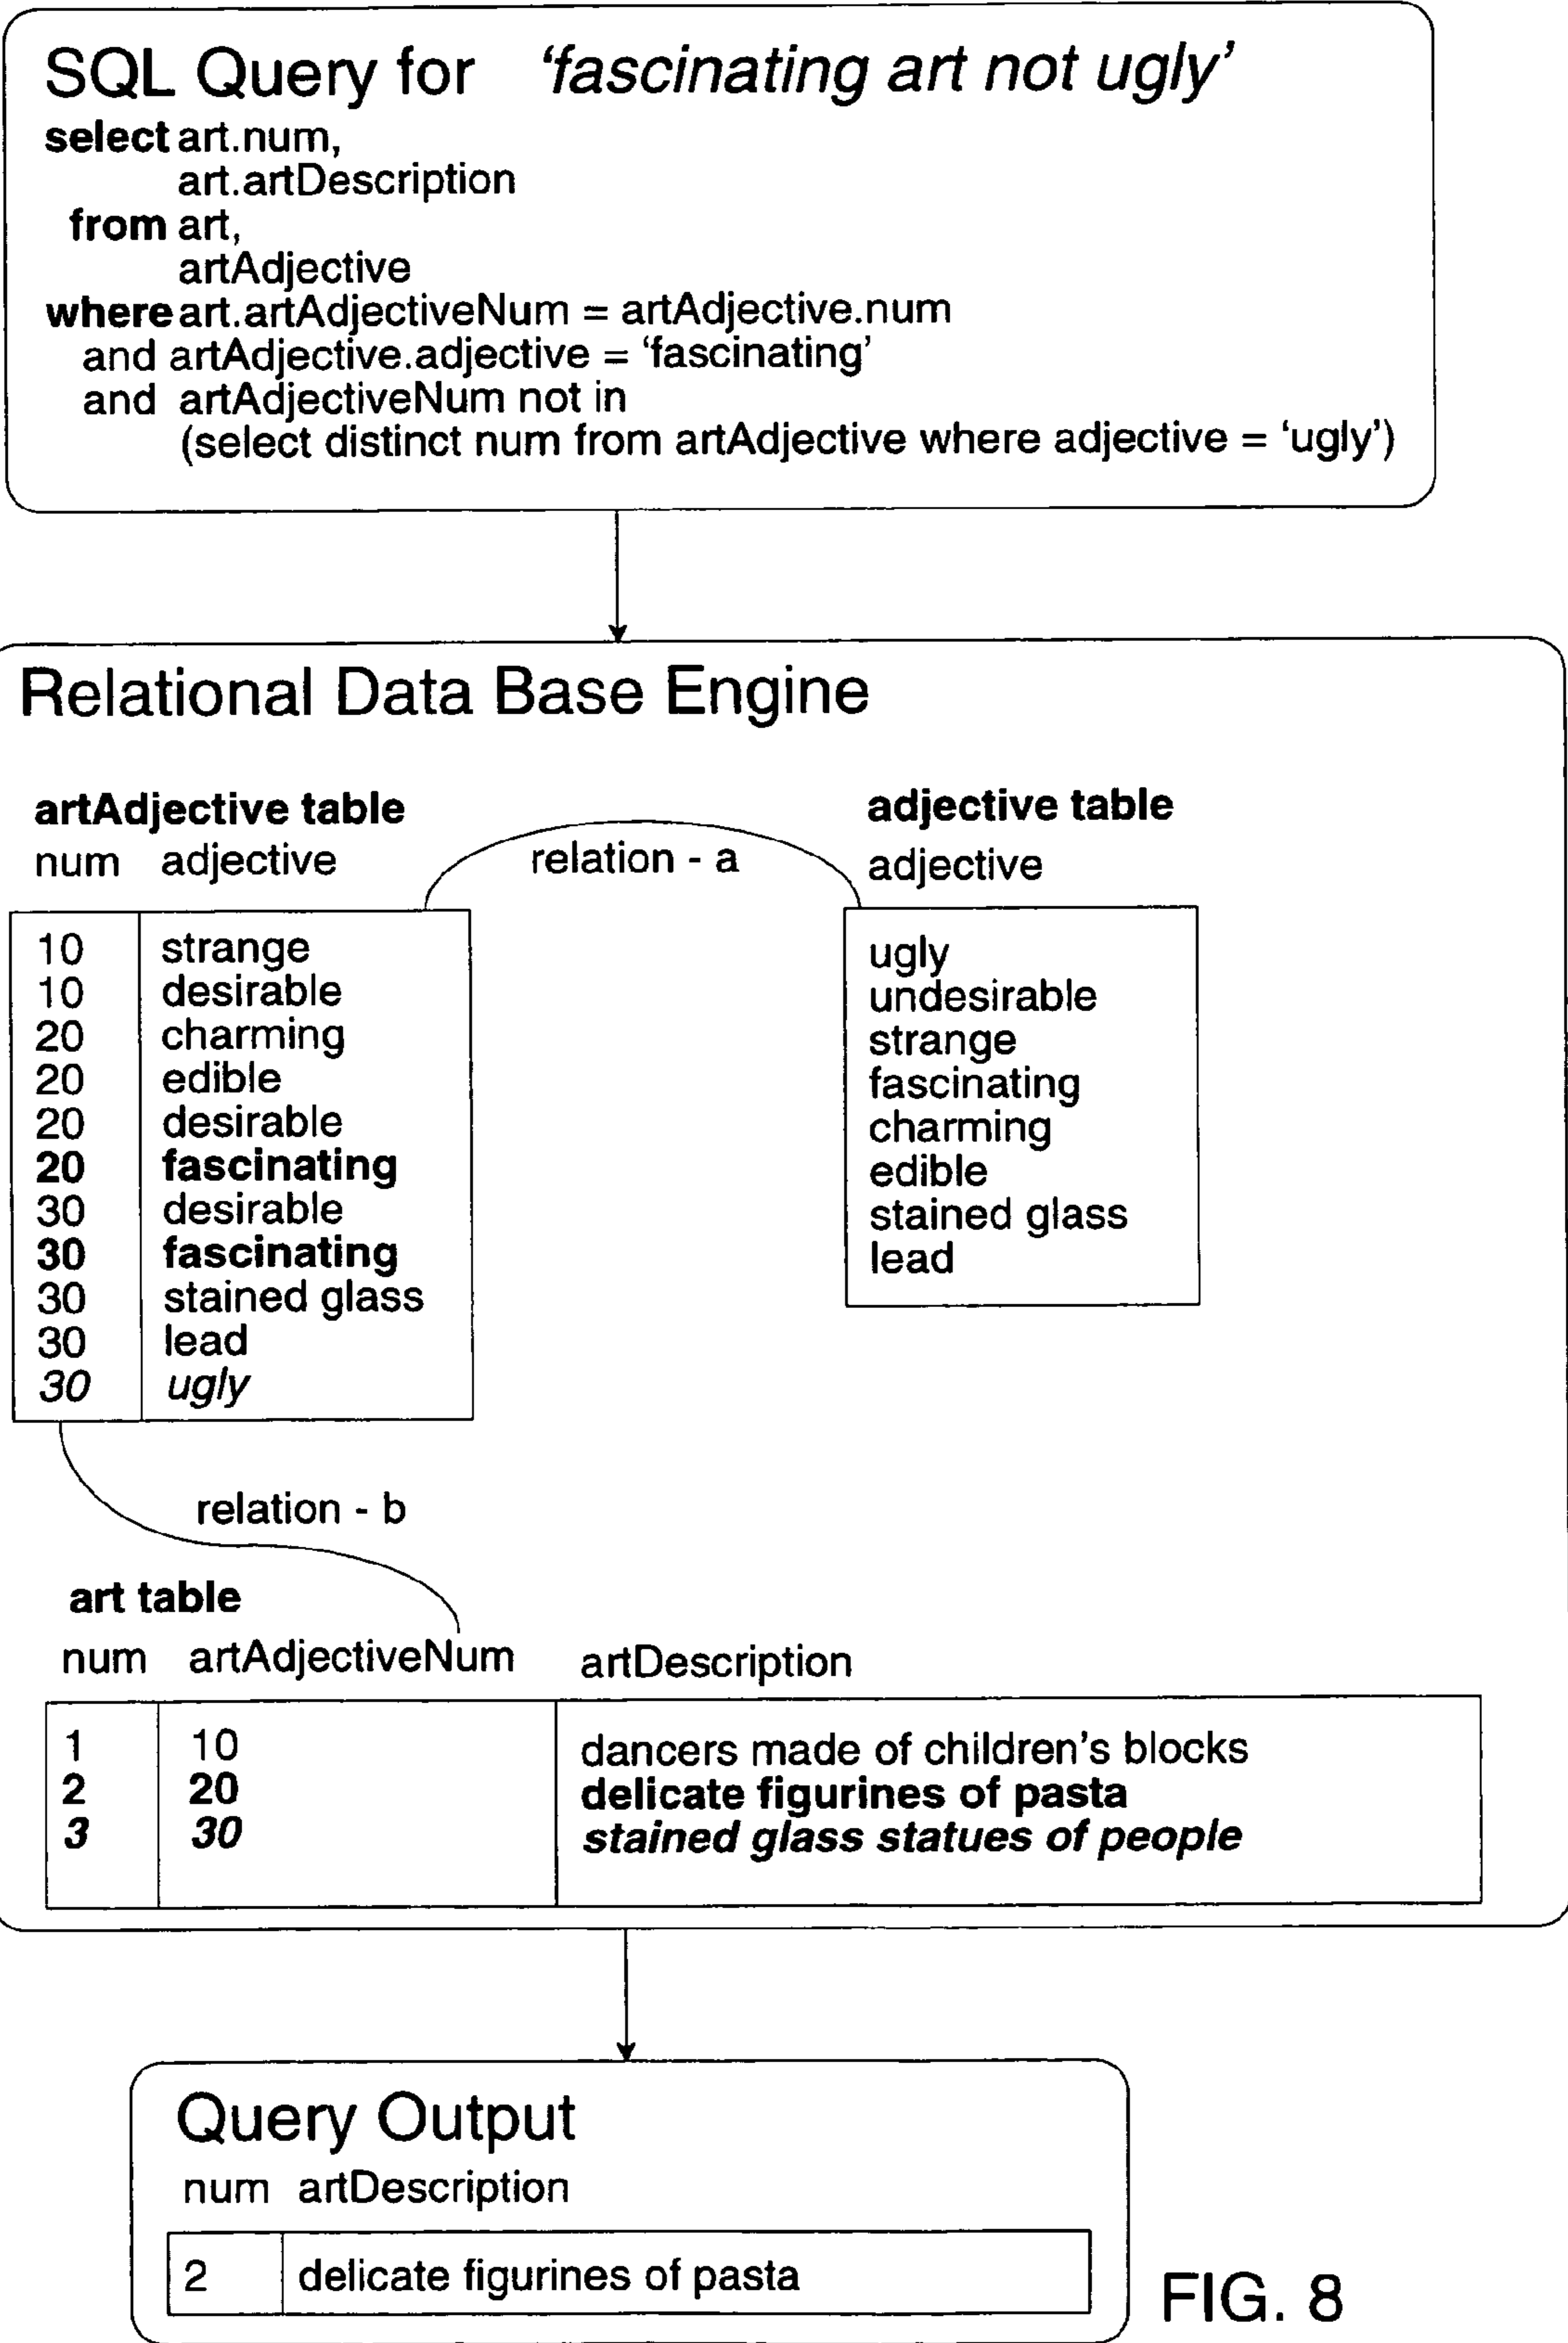 SQL Query for 'fascinating art not ugly'
select art.num,
art.artDescription
from art,
artAdjective
where art.artAdjectiveNum = artAdjective.num
and artAdjective.adjective = 'fascinating'
and artAdjectiveNum not in
(select distinct num from artAdjective where adjective = 'ugly')
Relational Data Base Engine
artAdjective table
num adjective
10 strange
10 desirable
20 charming
20 edible
20 desirable
20 fascinating
30 desirable
30 fascinating
30 stained glass
30 lead
30 ugly
relation - a
adjective table
adjective
ugly
undesirable
strange
fascinating
charming
edible
stained glass
lead
relation - b
art table
num artAdjectiveNum artDescription
1 10 dancers made of children's blocks
2 20 delicate figurines of pasta
3 30 stained glass statues of people
Query Output
num artDescription
2 delicate figurines of pasta
FIG. 8